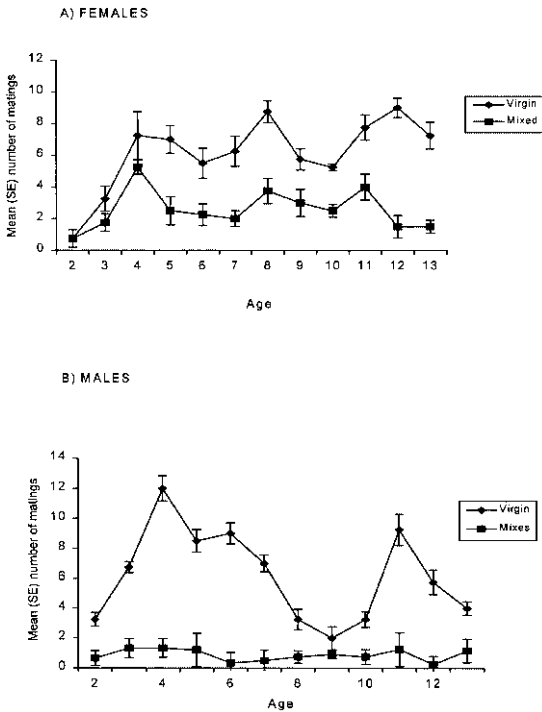 A) FEMALES
Mean (SE) number of matings
12
10
8
6
4
2
0
2 3 4 5 6 7 8 9 10 11 12 13
Age
Virgin
Mixed
B) MALES
Mean (SE) number of matings
14
12
10
8
6
4
2
0
2 4 6 8 10 12
Age
Virgin
Mixes